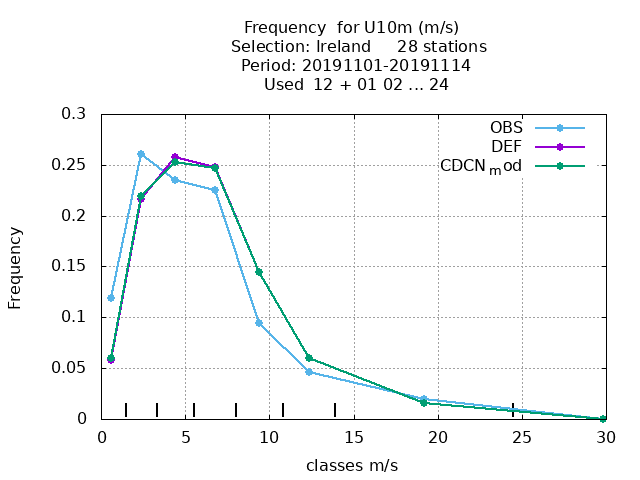 Frequency  for U10m (m/s)
Selection: Ireland     28 stations
Period: 20191101-20191114
Used  12 + 01 02 ... 24
OBS
DEF
CDCN_mod
Frequency
0.3
0.25
0.2
0.15
0.1
0.05
0
0 5 10 15 20 25 30
classes m/s